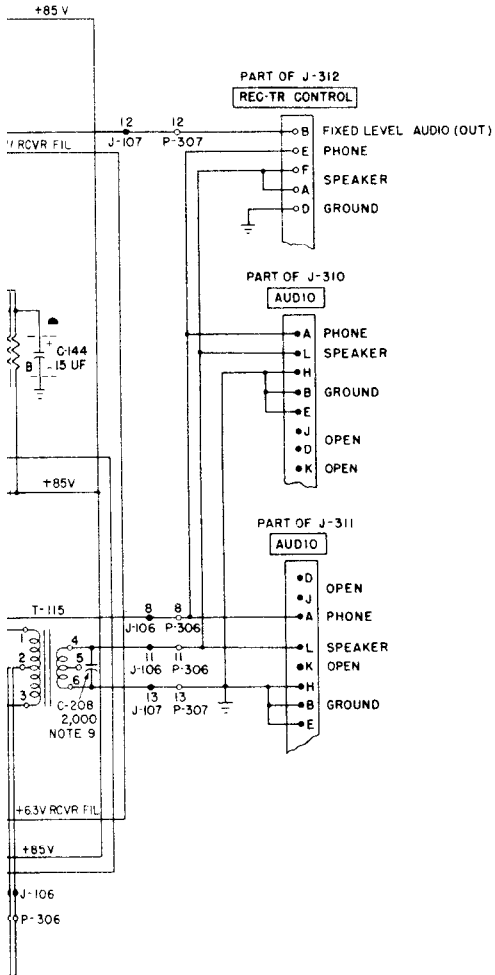 +85 V
PART OF J-312
REC-TR CONTROL
12 12
J-107 P-307
B FIXED LEVEL AUDIO (OUT)
RCVR FIL
E PHONE
F
SPEAKER
A
D GROUND
PART OF J-310
AUDIO
A PHONE
L SPEAKER
H
B GROUND
E
J
OPEN
D
K OPEN
+
C-144
15 UF
B
-
+85V
PART OF J-311
AUDIO
D
OPEN
J
A PHONE
L SPEAKER
K OPEN
H
B GROUND
E
T-115
8 8
J-106 P-306
1
4
2
5
11 11
J-106 P-306
6
3
13 13
J-107 P-307
C-208
2,000
NOTE 9
+6.3V RCVR FIL
+85V
J-106
P-306